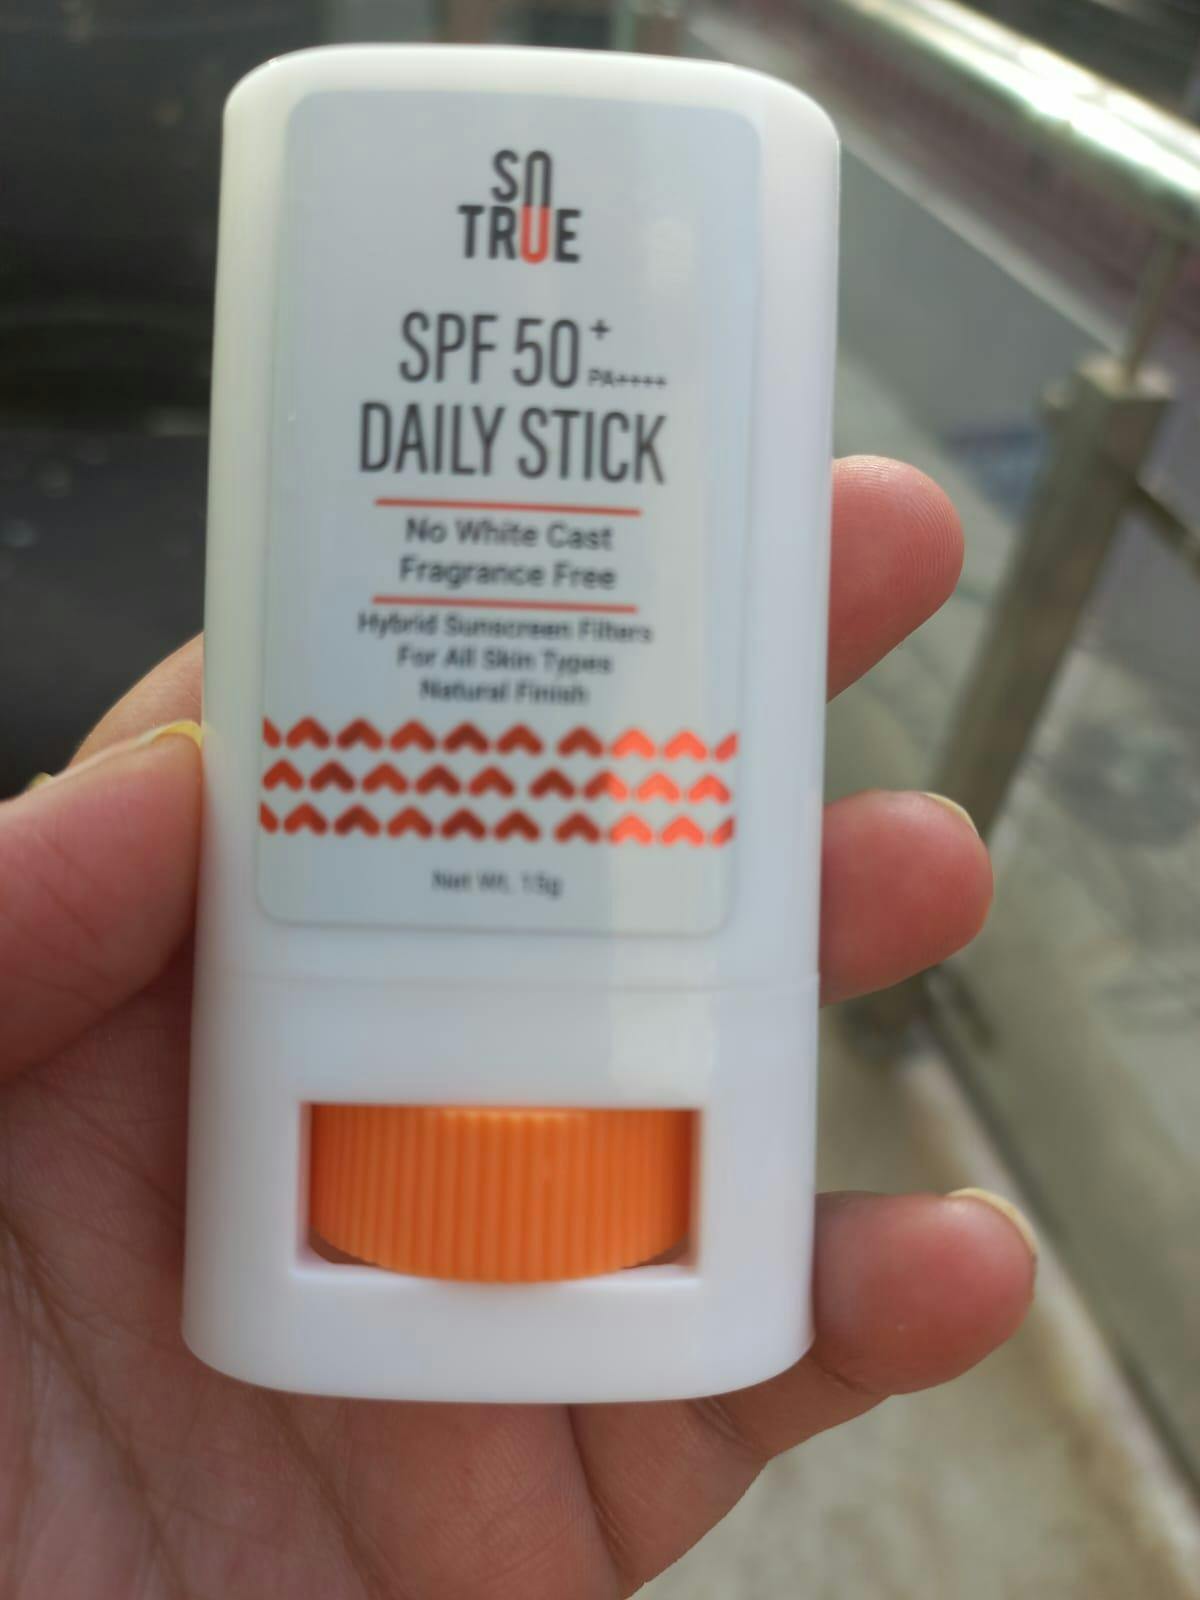 SO
TRUE
SPF 50+
PA++++
DAILY STICK
No White Cast
Fragrance Free
Hybrid Sunscreen Filters
For All Skin Types
Natural Finish
Net Wt. 15g